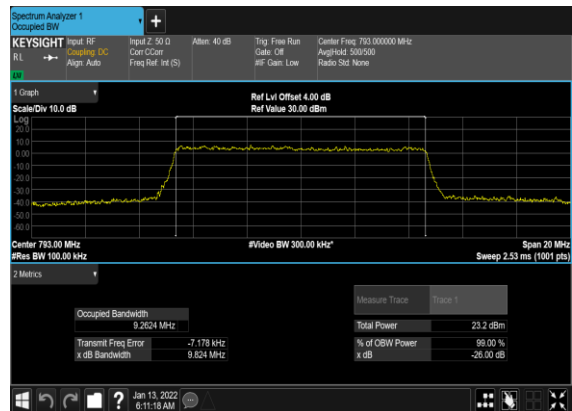 Spectrum Analyzer 1
Occupied BW
+
KEYSIGHT Input: RF Input Z: 50 Ω Atten: 40 dB Trig: Free Run Center Freq: 793.000000 MHz
RL Coupling: DC Corr CCorr Gate: Off Avg|Hold: 500/500
Align: Auto Freq Ref: Int (S) #IF Gain: Low Radio Std: None
LW
1 Graph Ref Lvl Offset 4.00 dB
Scale/Div 10.0 dB Ref Value 30.00 dBm
Log
20.0
10.0
0.00
-10.0
-20.0
-30.0
-40.0
-50.0
-60.0
Center 793.00 MHz #Video BW 300.00 kHz* Span 20 MHz
#Res BW 100.00 kHz Sweep 2.53 ms (1001 pts)
2 Metrics
Measure Trace Trace 1
Occupied Bandwidth
9.2624 MHz Total Power 23.2 dBm
Transmit Freq Error -7.178 kHz % of OBW Power 99.00 %
x dB Bandwidth 9.824 MHz x dB -26.00 dB
? Jan 13, 2022
6:11:18 AM